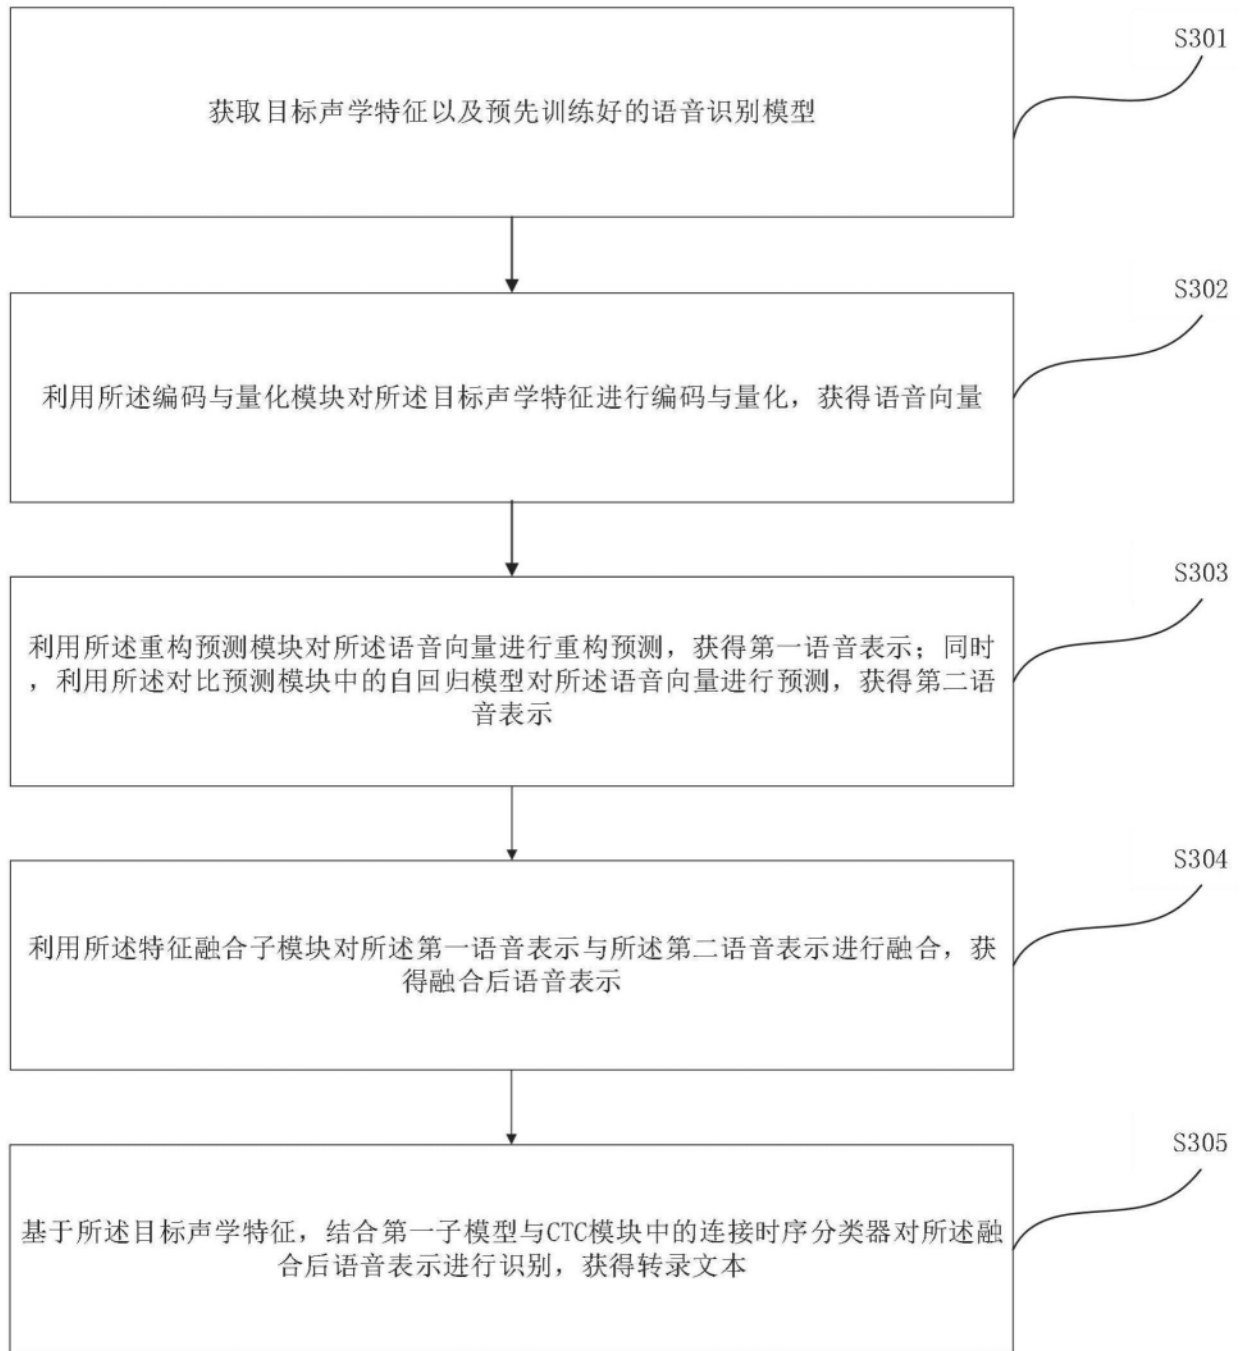 S301
获取目标声学特征以及预先训练好的语音识别模型
S302
利用所述编码与量化模块对所述目标声学特征进行编码与量化，获得语音向量
S303
利用所述重构预测模块对所述语音向量进行重构预测，获得第一语音表示；同时
，利用所述对比预测模块中的自回归模型对所述语音向量进行预测，获得第二语
音表示
S304
利用所述特征融合子模块对所述第一语音表示与所述第二语音表示进行融合，获
得融合后语音表示
S305
基于所述目标声学特征，结合第一子模型与CTC模块中的连接时序分类器对所述融
合后语音表示进行识别，获得转录文本